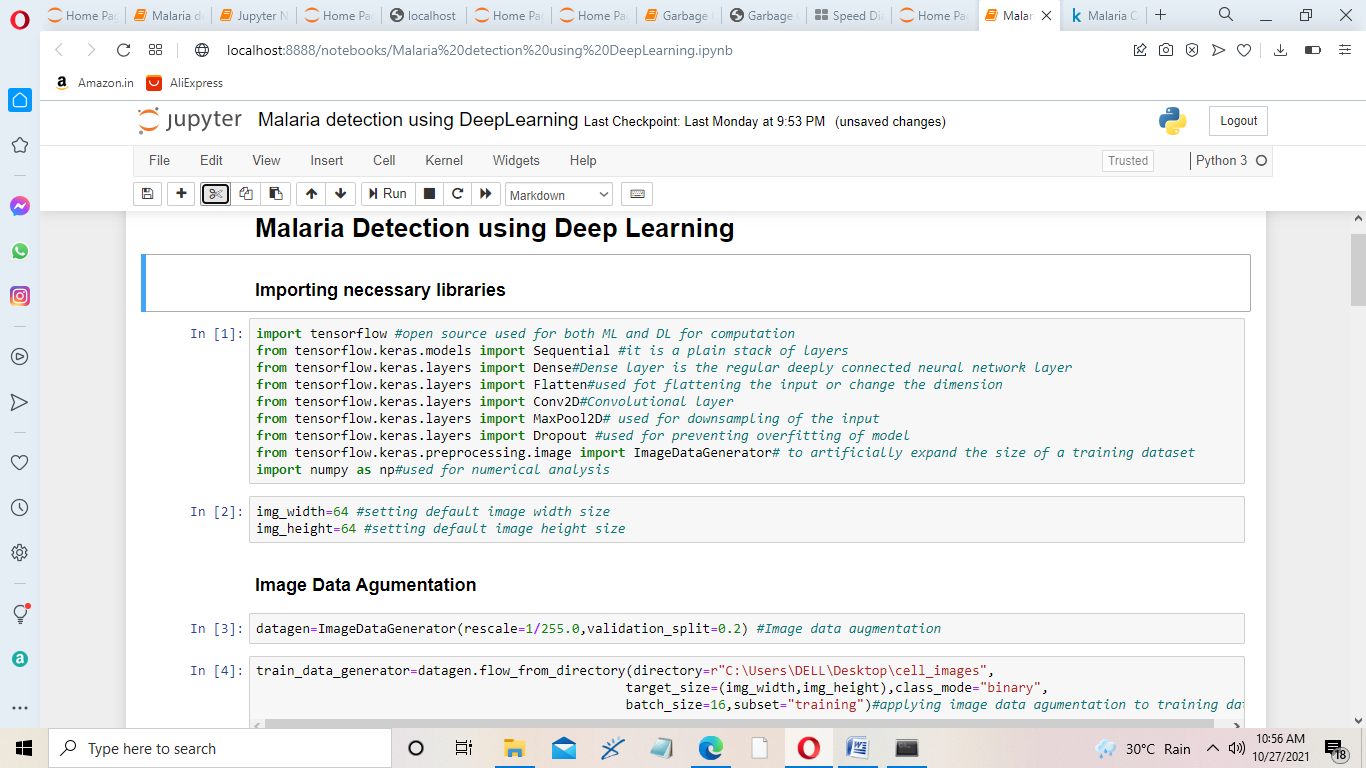 Home Pag
Malaria d
Jupyter N
Home Pag
localhost
Home Pag
Home Pag
Garbage
Garbage
Speed Di
Home Pag
Malar
Malaria C
localhost:8888/notebooks/Malaria%20detection%20using%20DeepLearning.ipynb
Amazon.in
AliExpress
jupyter Malaria detection using DeepLearning Last Checkpoint: Last Monday at 9:53 PM (unsaved changes)
Logout
File Edit View Insert Cell Kernel Widgets Help
Trusted
Python 3
Run
Markdown
Malaria Detection using Deep Learning
Importing necessary libraries
In [1]: import tensorflow #open source used for both ML and DL for computation
from tensorflow.keras.models import Sequential #it is a plain stack of layers
from tensorflow.keras.layers import Dense#Dense layer is the regular deeply connected neural network layer
from tensorflow.keras.layers import Flatten#used fot flattening the input or change the dimension
from tensorflow.keras.layers import Conv2D#Convolutional layer
from tensorflow.keras.layers import MaxPool2D# used for downsampling of the input
from tensorflow.keras.layers import Dropout #used for preventing overfitting of model
from tensorflow.keras.preprocessing.image import ImageDataGenerator# to artificially expand the size of a training dataset
import numpy as np#used for numerical analysis
In [2]: img_width=64 #setting default image width size
img_height=64 #setting default image height size
Image Data Agumentation
In [3]: datagen=ImageDataGenerator(rescale=1/255.0,validation_split=0.2) #Image data augmentation
In [4]: train_data_generator=datagen.flow_from_directory(directory=r"C:\Users\DELL\Desktop\cell_images",
target_size=(img_width,img_height),class_mode="binary",
batch_size=16,subset="training")#applying image data agumentation to training dat
Type here to search
30°C Rain
10:56 AM
10/27/2021
18